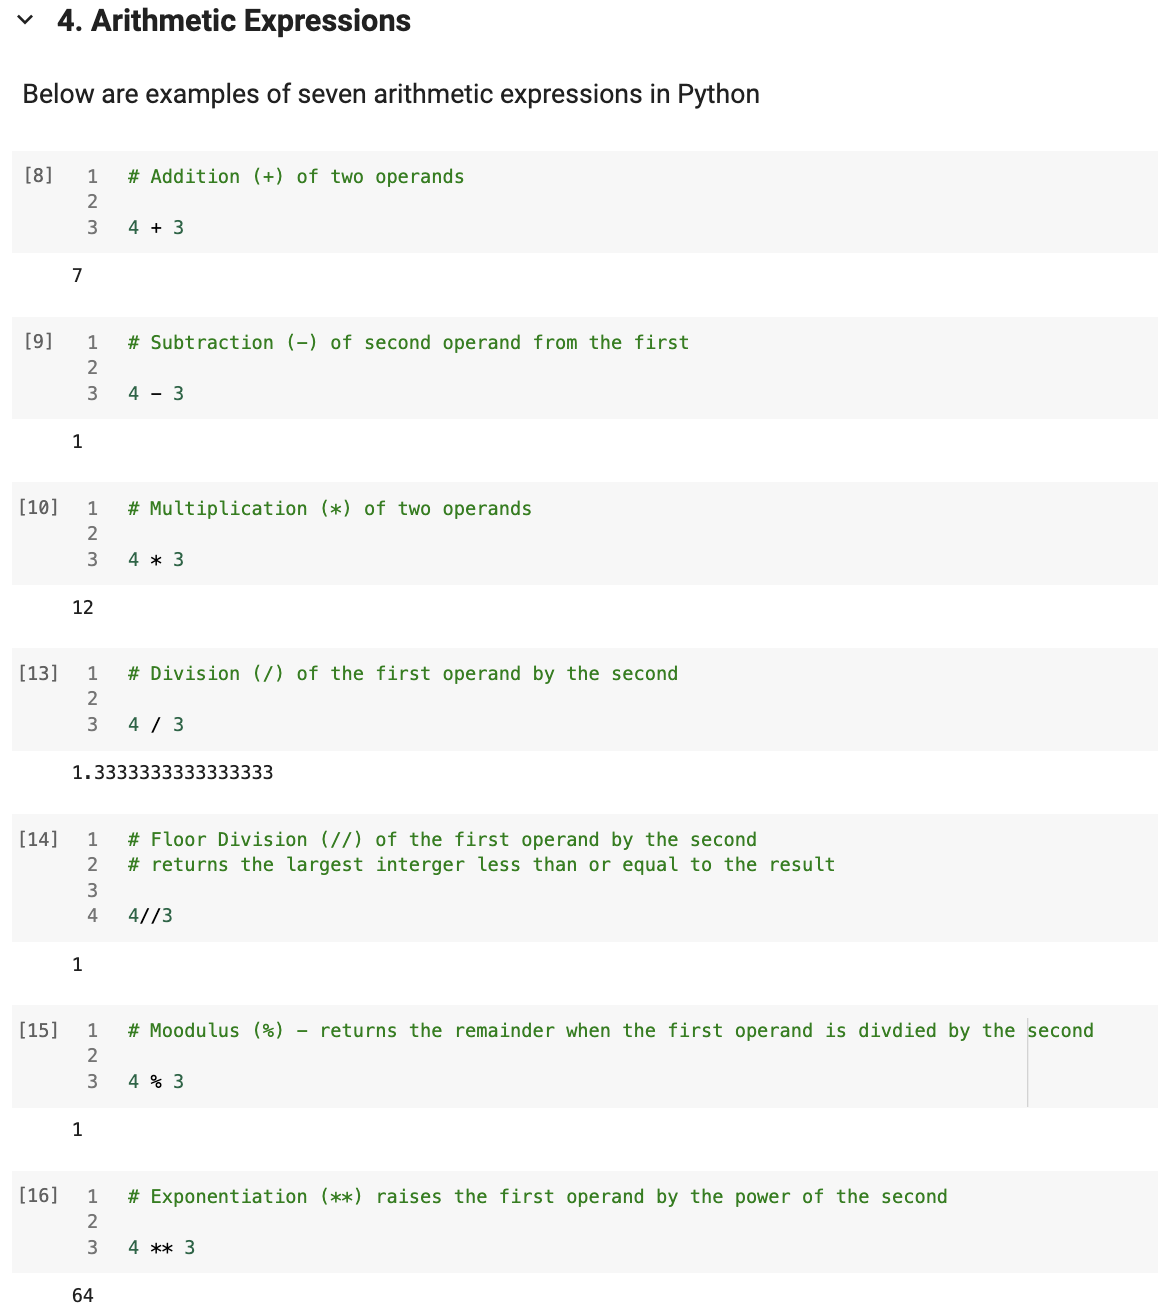 4. Arithmetic Expressions
Below are examples of seven arithmetic expressions in Python
[8] 1 # Addition (+) of two operands
2
3 4 + 3
7
[9] 1 # Subtraction (-) of second operand from the first
2
3 4 - 3
1
[10] 1 # Multiplication (*) of two operands
2
3 4 * 3
12
[13] 1 # Division (/) of the first operand by the second
2
3 4 / 3
1.3333333333333333
[14] 1 # Floor Division (//) of the first operand by the second
2 # returns the largest interger less than or equal to the result
3
4 4//3
1
[15] 1 # Moodulus (%) - returns the remainder when the first operand is divdied by the second
2
3 4 % 3
1
[16] 1 # Exponentiation (**) raises the first operand by the power of the second
2
3 4 ** 3
64